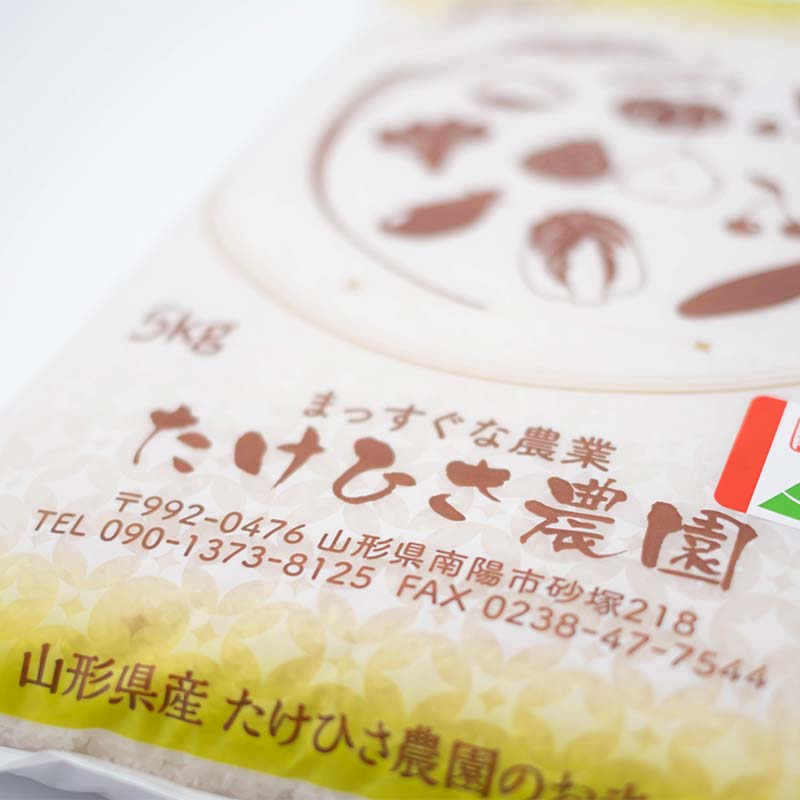 5kg
まっすぐな農業
たけひさ農園
〒992-0476 山形県南陽市砂塚218
TEL 090-1373-8125 FAX 0238-47-7544
山形県産 たけひさ農園のお米